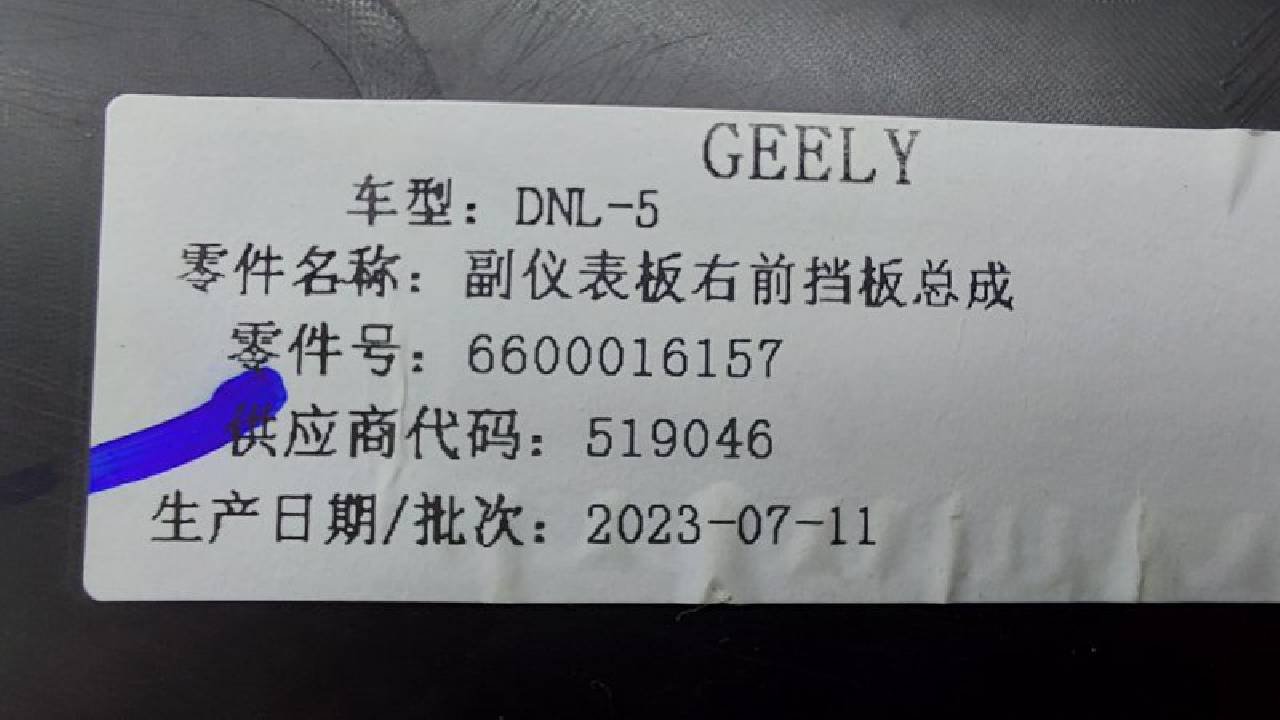 GEELY
车型：DNL-5
零件名称：副仪表板右前挡板总成
零件号：6600016157
供应商代码：519046
生产日期/批次：2023-07-11